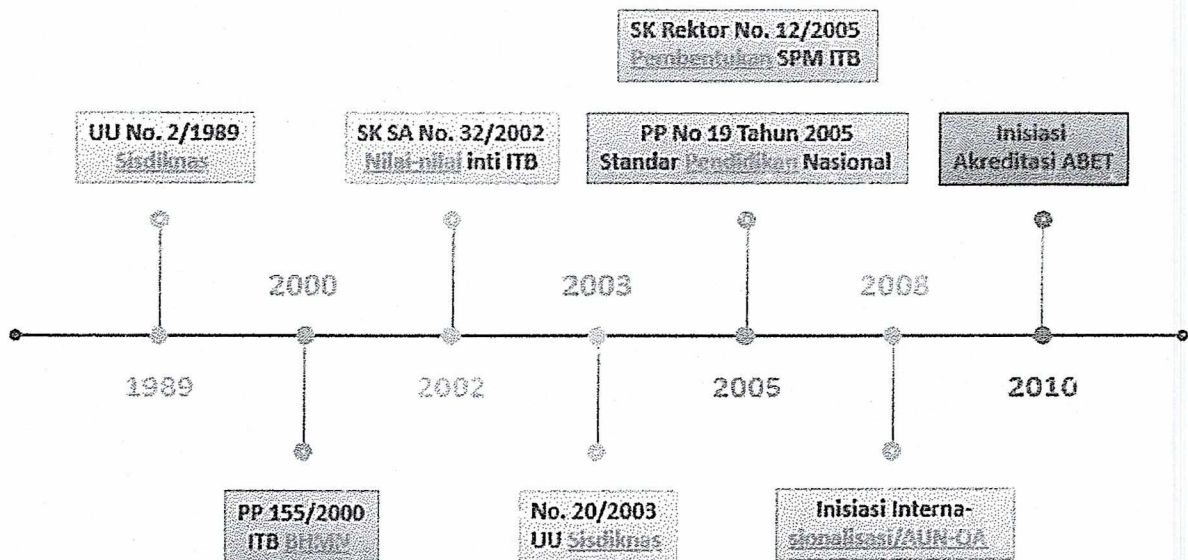 SK Rektor No. 12/2005
Pembentukan SPM ITB
UU No. 2/1989
Sisdiknas
SK SA No. 32/2002
Nilai-nilai inti ITB
PP No 19 Tahun 2005
Standar Pendidikan Nasional
Inisiasi
Akreditasi ABET
2000
2003
2008
1989
2002
2005
2010
PP 155/2000
ITB BHMN
No. 20/2003
UU Sisdiknas
Inisiasi Interna-
sionalisasi/AUN-QA